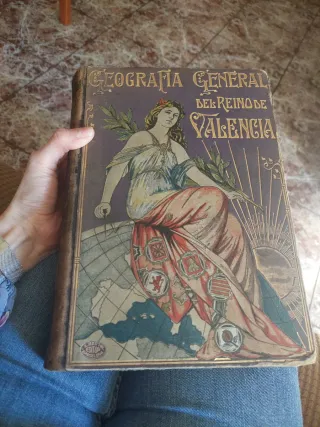 GEOGRAFIA GENERAL
DEL REINO DE
VALENCIA